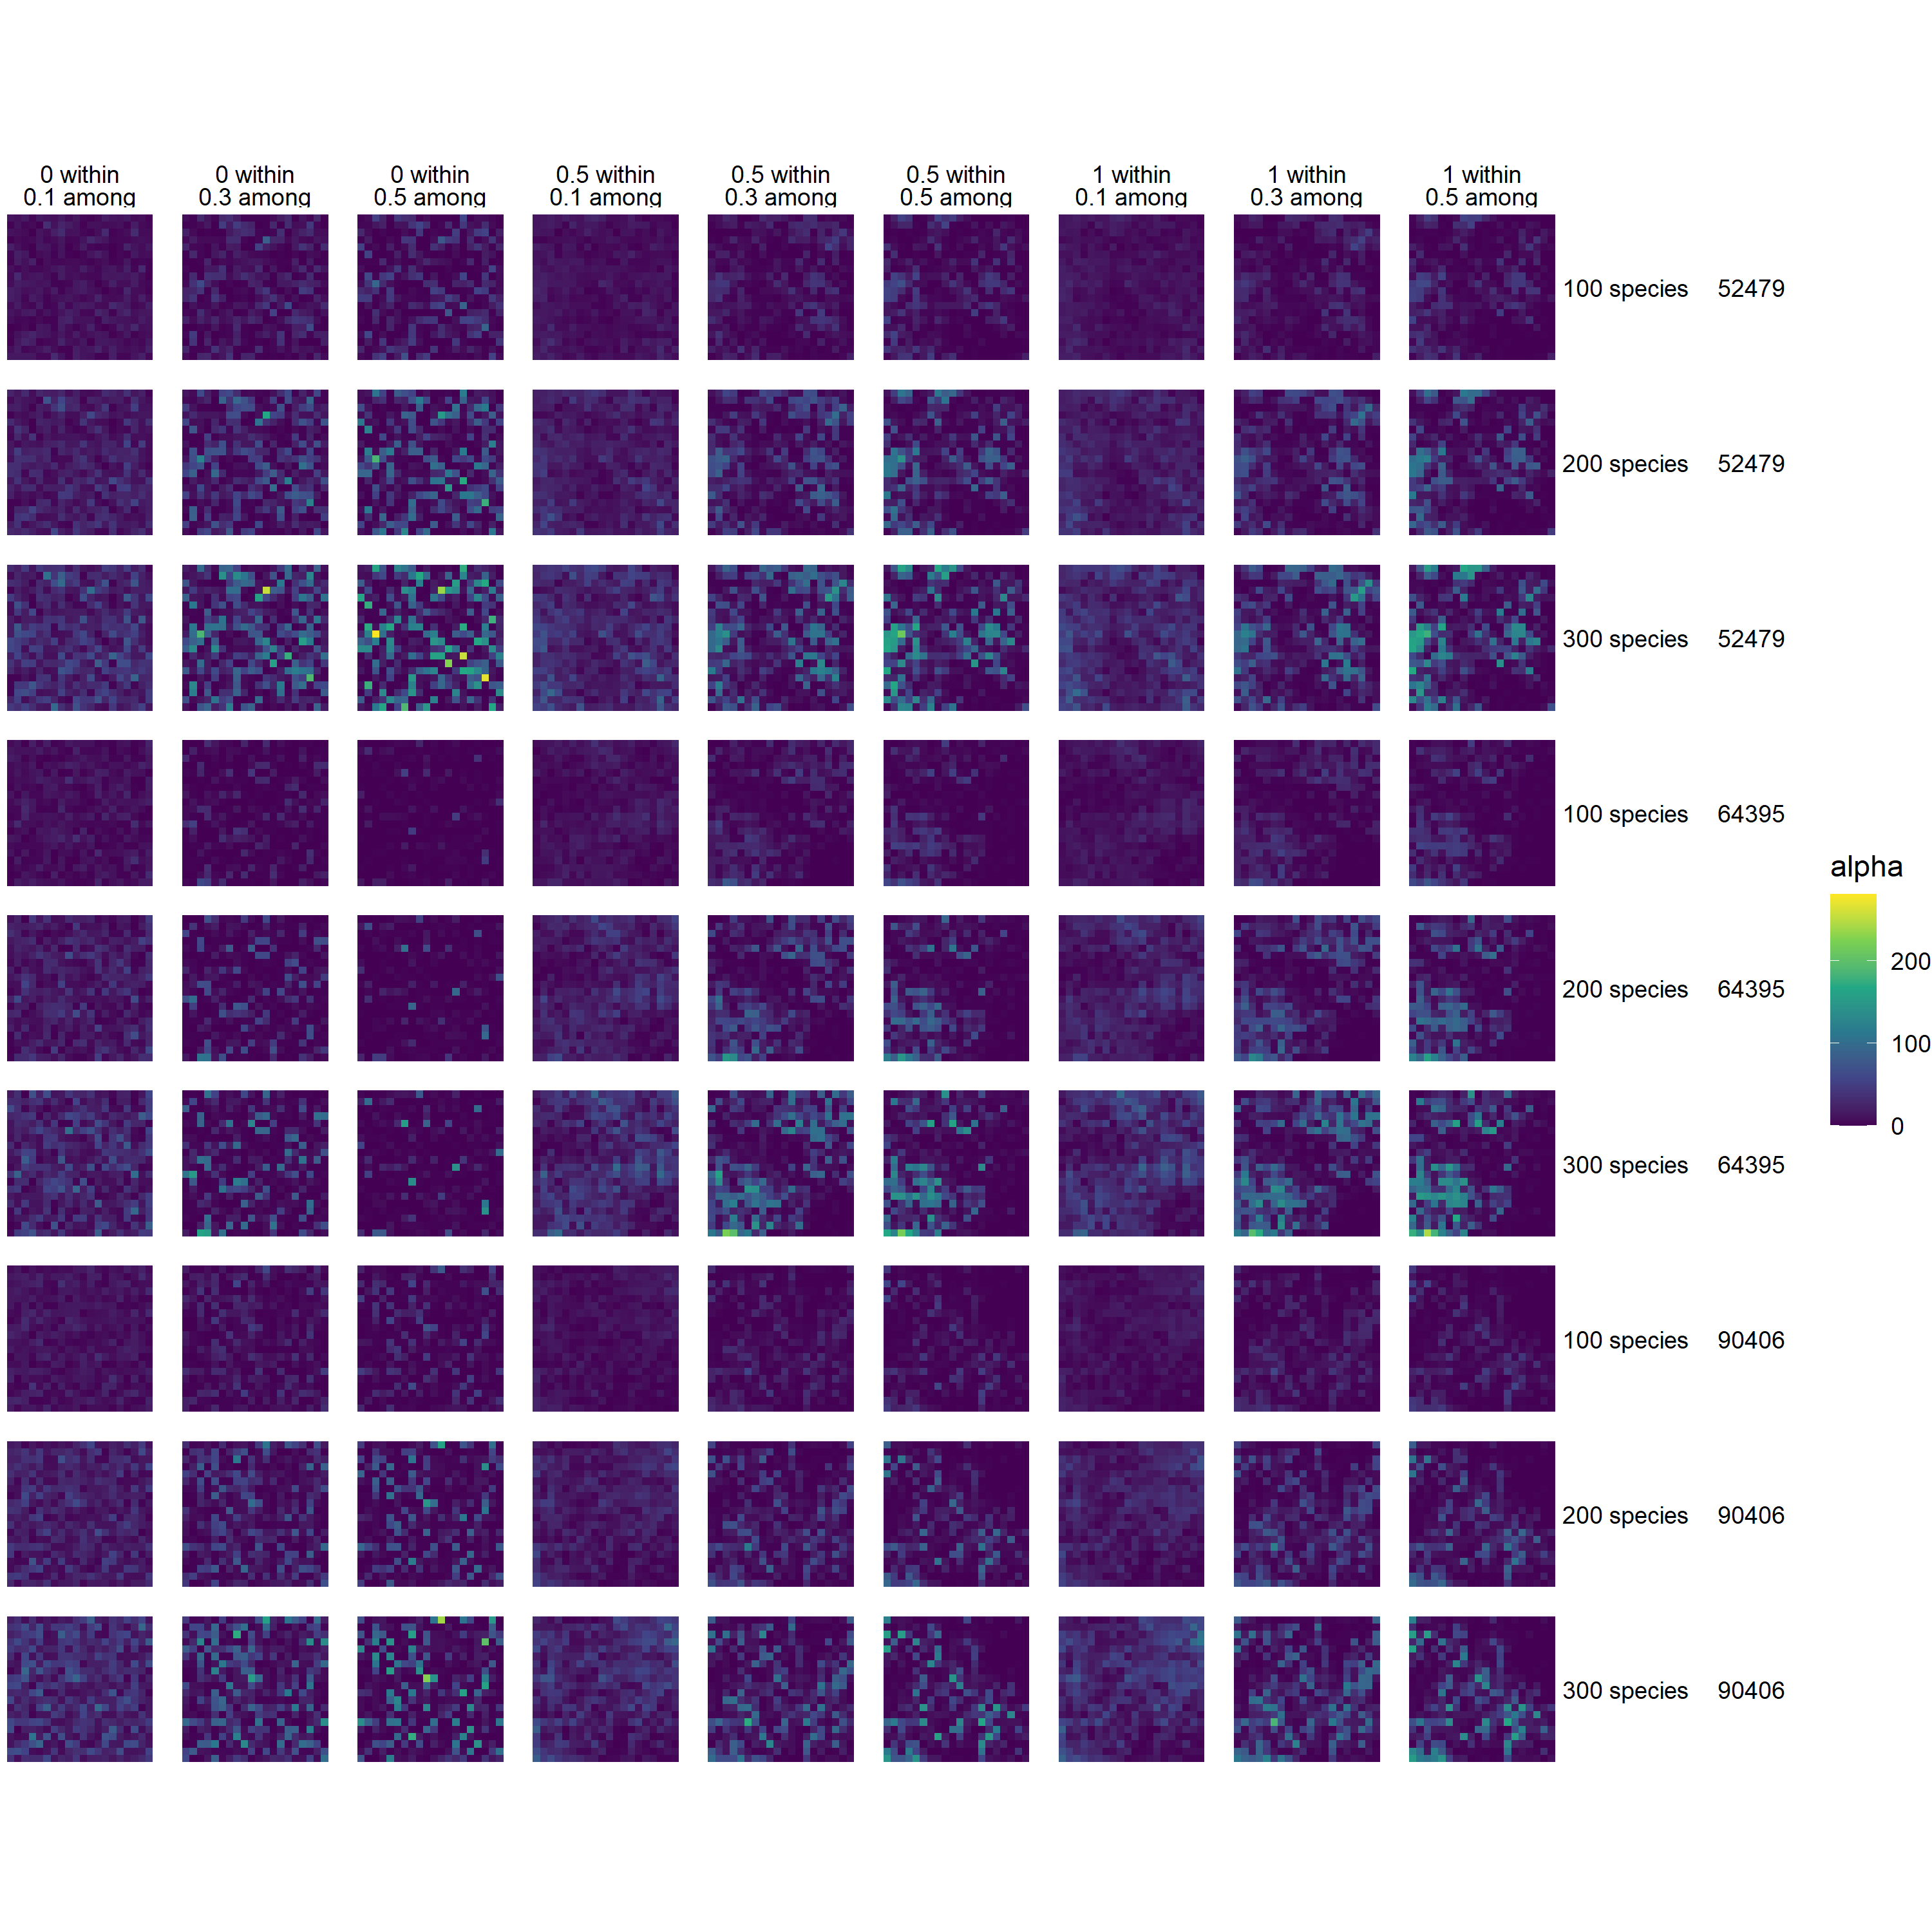 0 within
0.1 among
0 within
0.3 among
0 within
0.5 among
0.5 within
0.1 among
0.5 within
0.3 among
0.5 within
0.5 among
1 within
0.1 among
1 within
0.3 among
1 within
0.5 among
100 species 52479
200 species 52479
300 species 52479
100 species 64395
200 species 64395
300 species 64395
100 species 90406
200 species 90406
300 species 90406
alpha
200
100
0